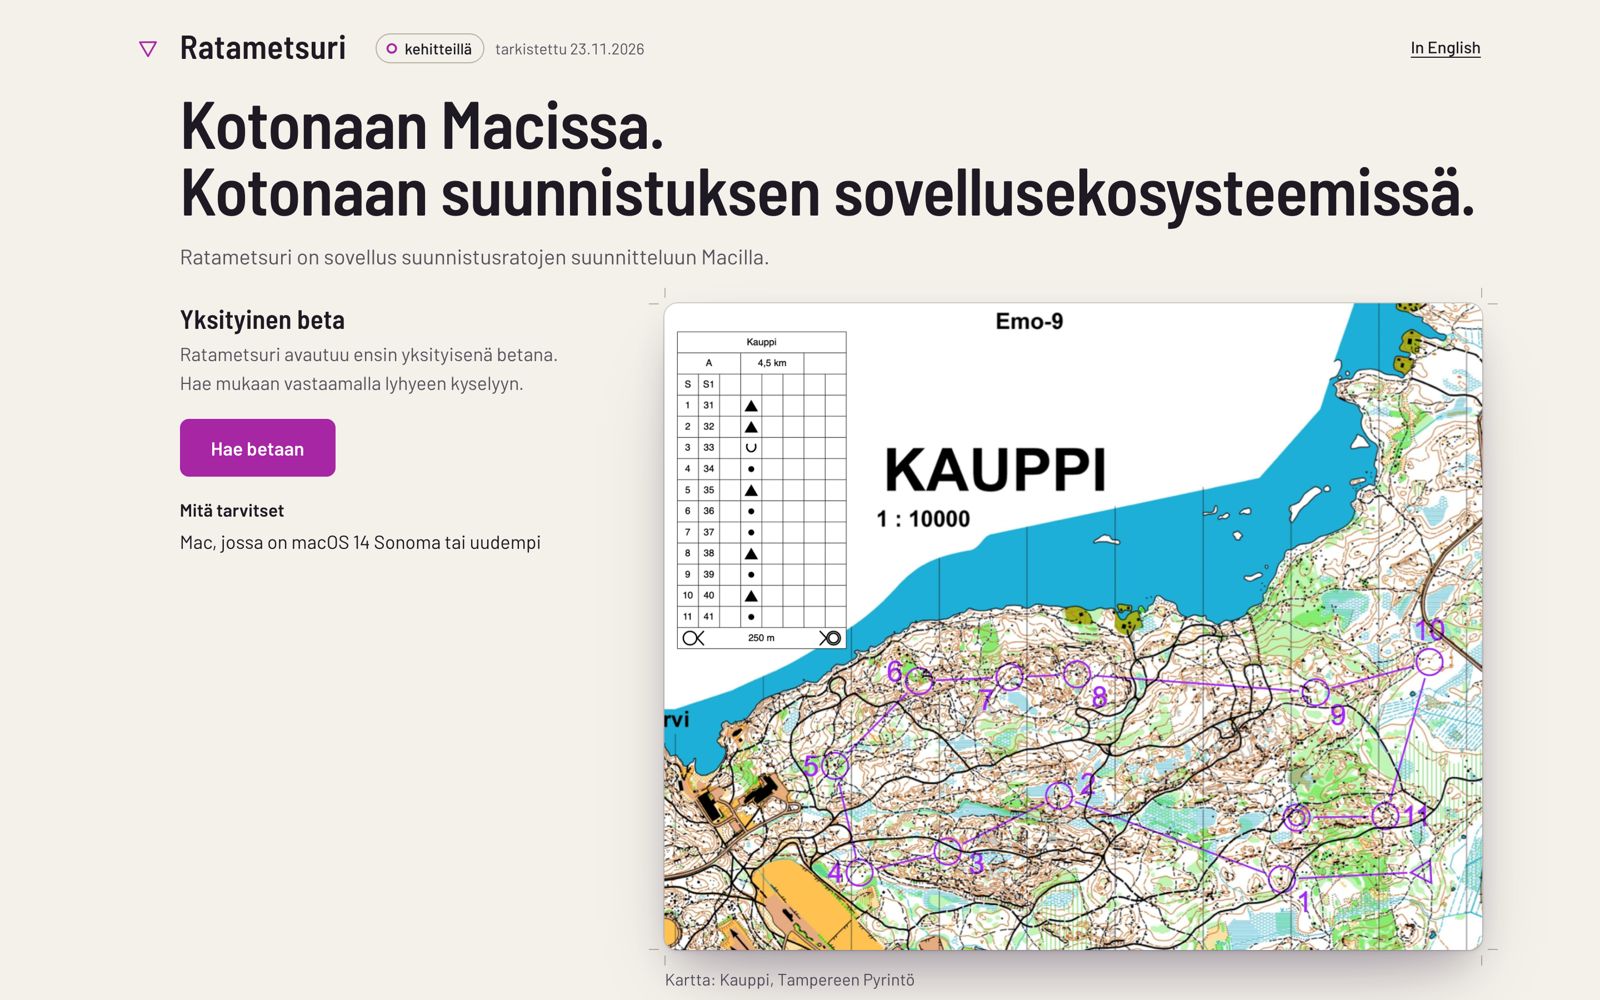 Ratametsuri
kehitteillä
tarkistettu 23.11.2026
In English
Kotonaan Macissa.
Kotonaan suunnistuksen sovellusekosysteemissä.
Ratametsuri on sovellus suunnistusratojen suunnitteluun Macilla.
Yksityinen beta
Ratametsuri avautuu ensin yksityisenä betana.
Hae mukaan vastaamalla lyhyeen kyselyyn.
Hae betaan
Mitä tarvitset
Mac, jossa on macOS 14 Sonoma tai uudempi
Emo-9
Kauppi
A 4,5 km
S S1
1 31
2 32
3 33
4 34
5 35
6 36
7 37
8 38
9 39
10 40
11 41
250 m
KAUPPI
1 : 10000
rvi
10
6
7
8
9
5
2
11
3
4
1
Kartta: Kauppi, Tampereen Pyrintö